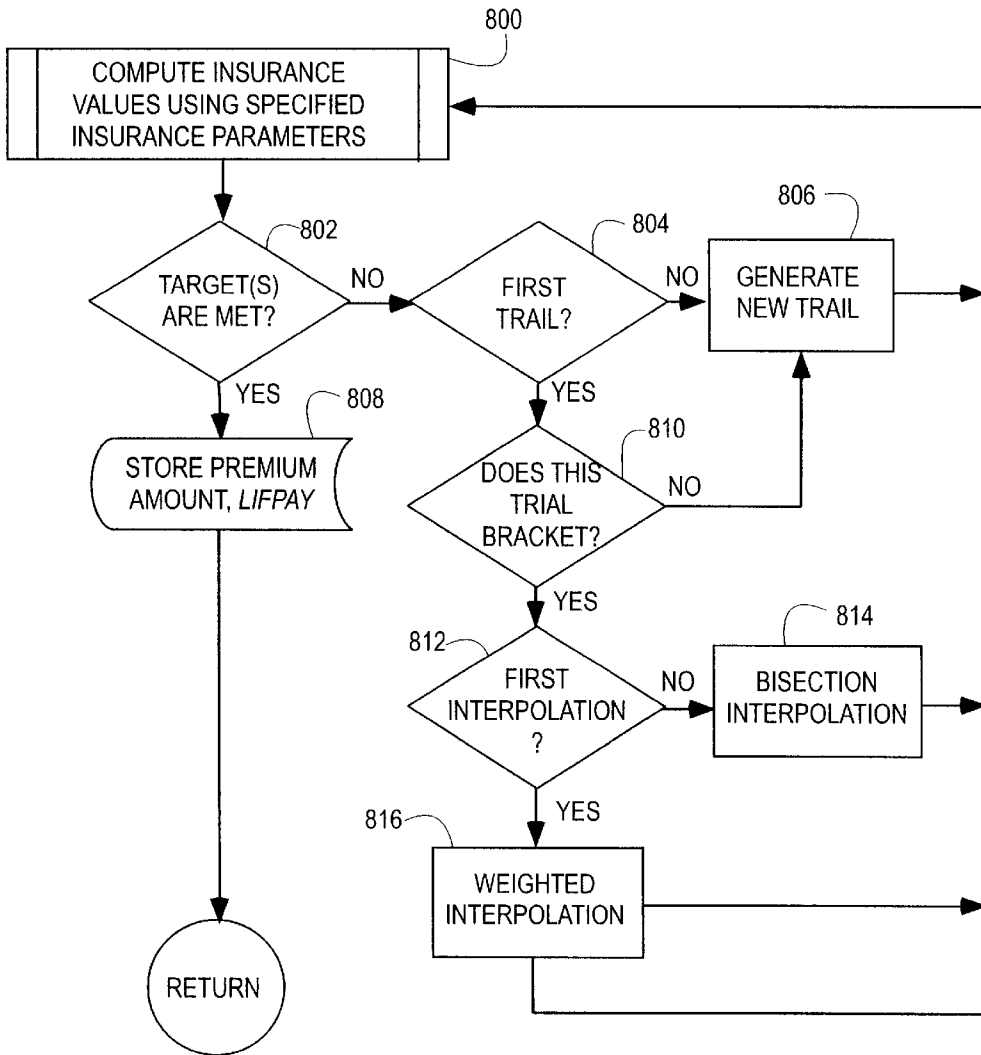 800
COMPUTE INSURANCE
VALUES USING SPECIFIED
INSURANCE PARAMETERS
802
TARGET(S)
ARE MET?
NO
YES
804
FIRST
TRAIL?
NO
YES
806
GENERATE
NEW TRAIL
808
STORE PREMIUM
AMOUNT, LIFPAY
810
DOES THIS
TRIAL
BRACKET?
NO
YES
812
FIRST
INTERPOLATION
?
NO
YES
814
BISECTION
INTERPOLATION
816
WEIGHTED
INTERPOLATION
RETURN